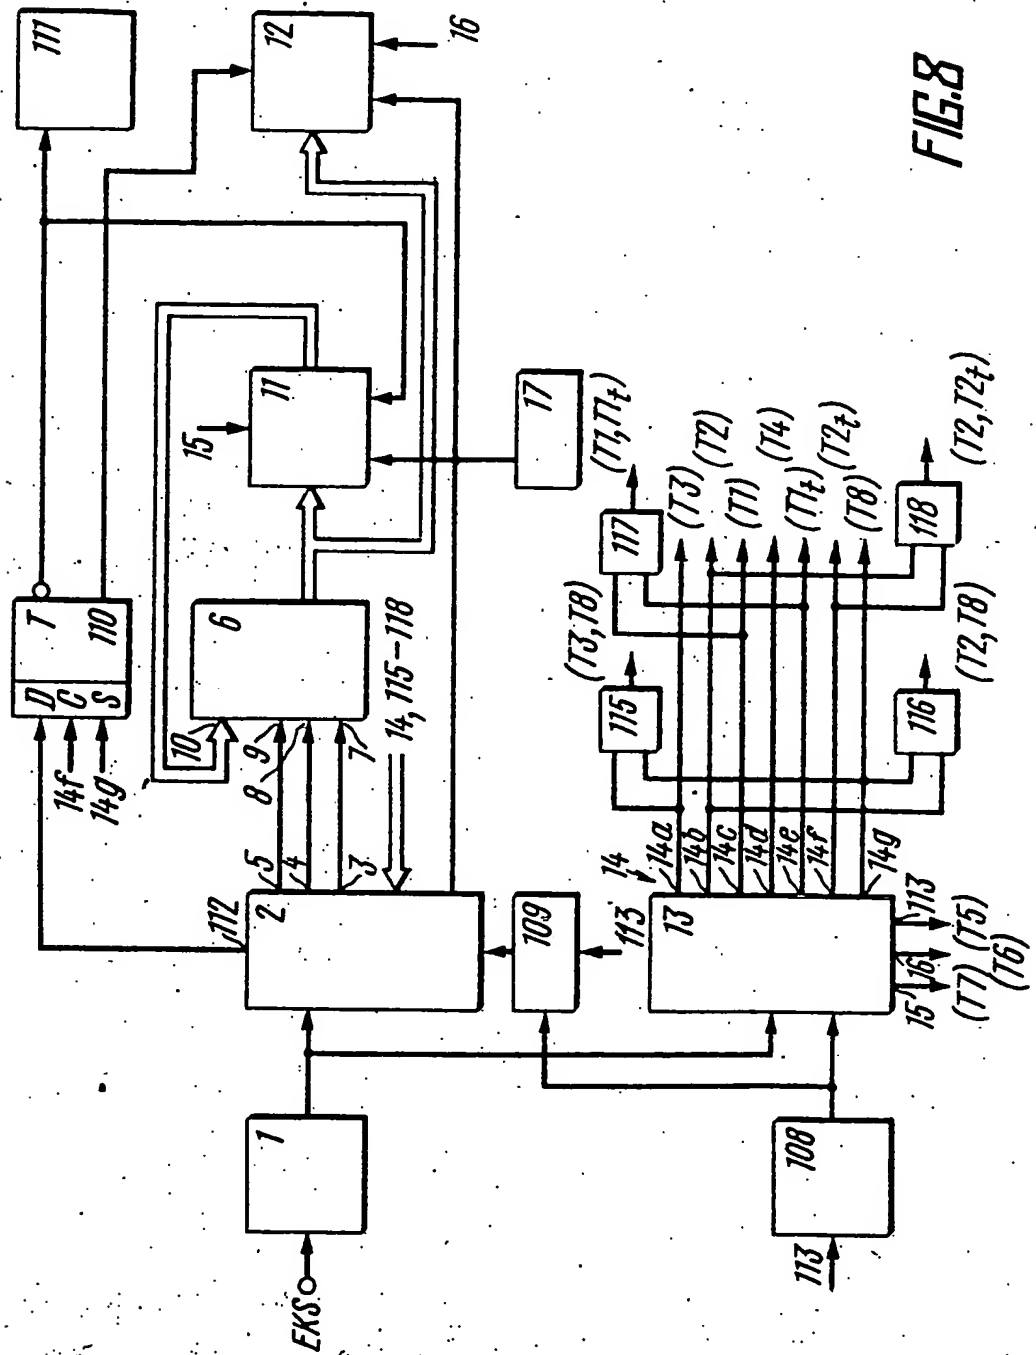 111
12
16
15
11
17
T
D
C
S
110
14f
14g
6
10
9
8
7
14, 115–118
5
4
3
112
2
109
113
1
EKS
(T1, T1t)
(T3)
(T2)
(T1)
(T4)
(T1t)
(T2t)
(T8)
117
118
(T2, T2t)
(T3, T8)
115
116
(T2, T8)
14
14a
14b
14c
14d
14e
14f
14g
13
113
(T5)
16
(T6)
15
(T7)
108
113
FIG.8